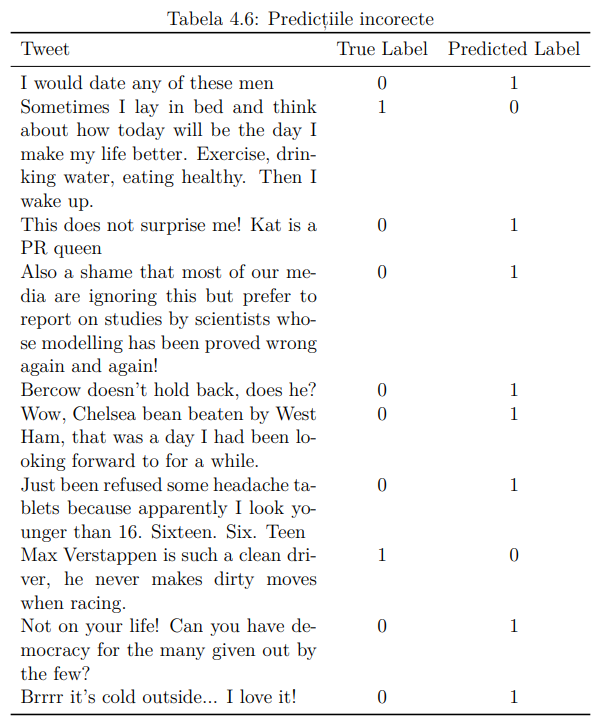 Tabela 4.6: Predicțiile incorecte
Tweet True Label Predicted Label
I would date any of these men 0 1
Sometimes I lay in bed and think 1 0
about how today will be the day I
make my life better. Exercise, drin-
king water, eating healthy. Then I
wake up.
This does not surprise me! Kat is a 0 1
PR queen
Also a shame that most of our me- 0 1
dia are ignoring this but prefer to
report on studies by scientists who-
se modelling has been proved wrong
again and again!
Bercow doesn't hold back, does he? 0 1
Wow, Chelsea bean beaten by West 0 1
Ham, that was a day I had been lo-
oking forward to for a while.
Just been refused some headache ta- 0 1
blets because apparently I look yo-
unger than 16. Sixteen. Six. Teen
Max Verstappen is such a clean dri- 1 0
ver, he never makes dirty moves
when racing.
Not on your life! Can you have de- 0 1
mocracy for the many given out by
the few?
Brrrr it's cold outside... I love it! 0 1